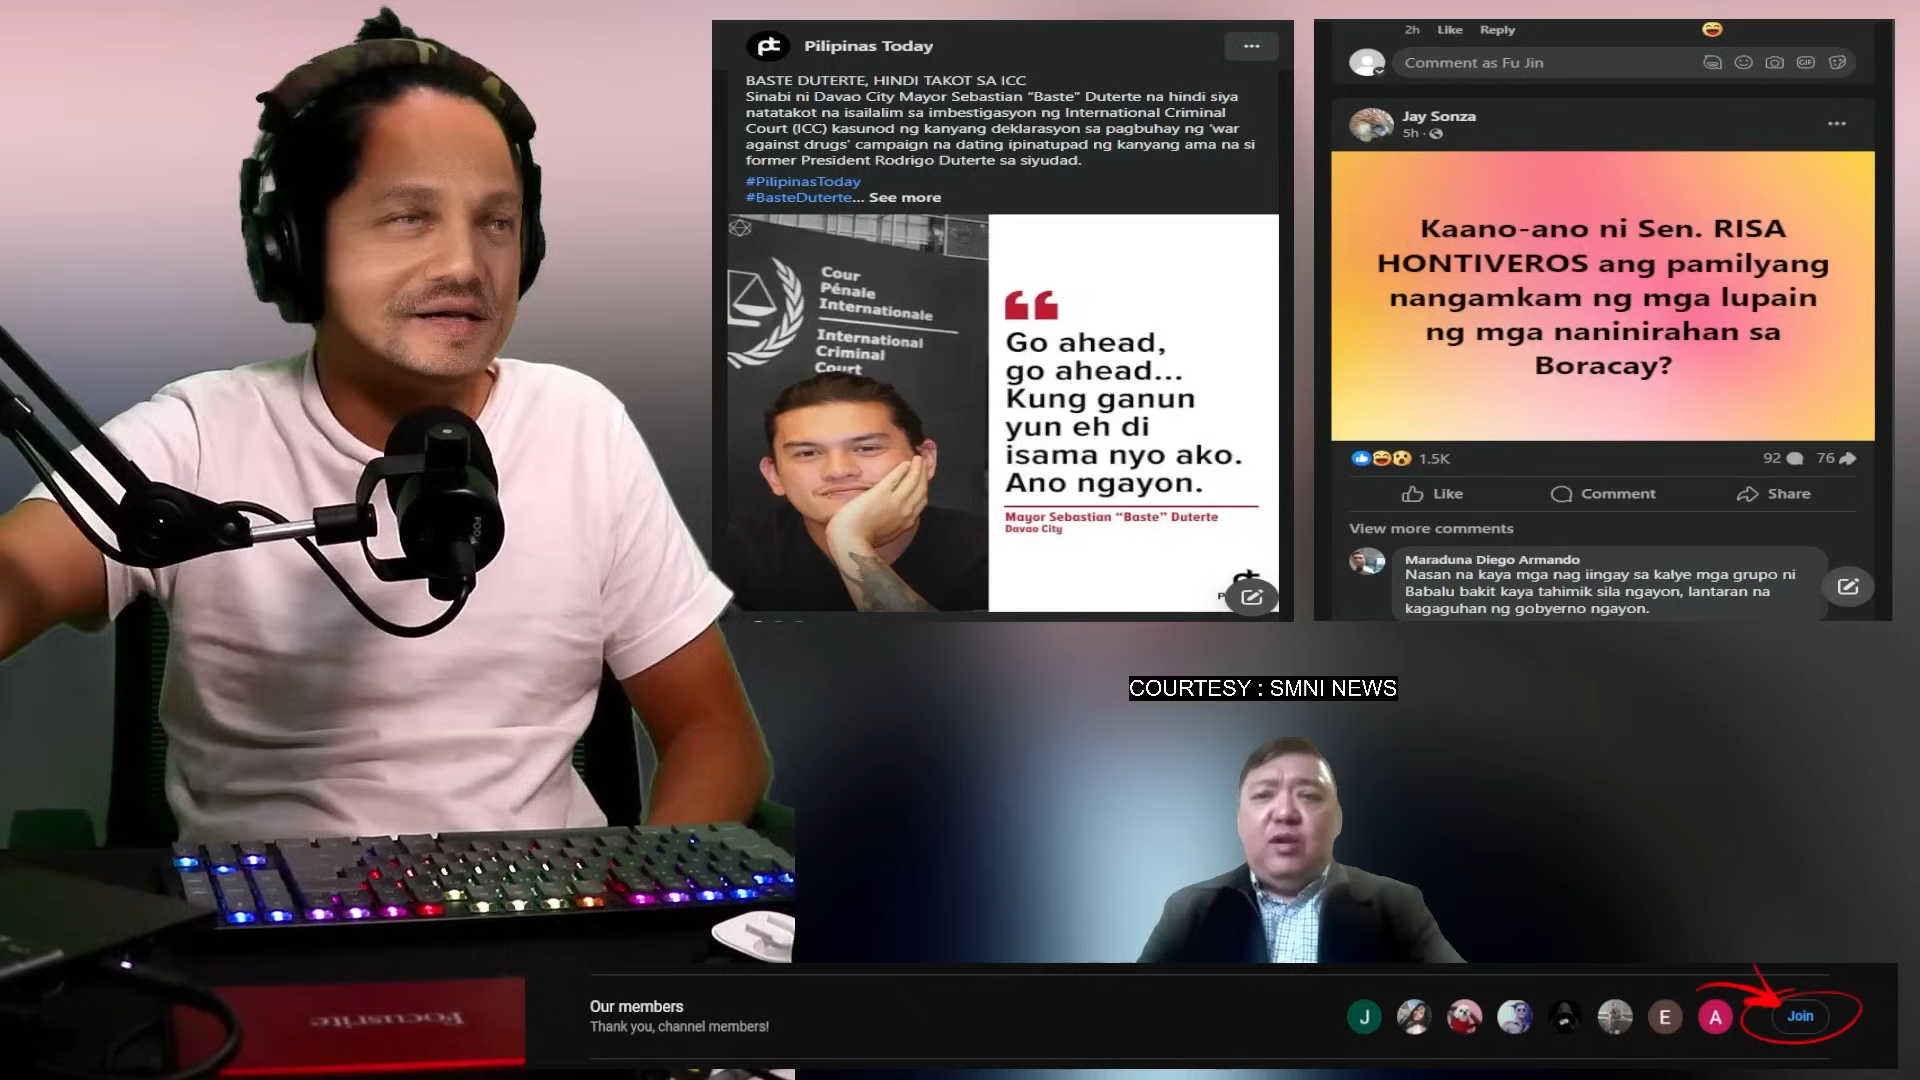 Pilipinas Today
BASTE DUTERTE, HINDI TAKOT SA ICC
Sinabi ni Davao City Mayor Sebastian “Baste” Duterte na hindi siya
natatakot na isailalim sa imbestigasyon ng International Criminal
Court (ICC) kasunod ng kanyang deklarasyon sa pagbuhay ng ‘war
against drugs’ campaign na dating ipinatupad ng kanyang ama na si
former President Rodrigo Duterte sa siyudad.
#PilipinasToday
#BasteDuterte... See more
Cour
Pénale
Internationale
International
Criminal
Court
Go ahead,
go ahead...
Kung ganun
yun eh di
isama nyo ako.
Ano ngayon.
Mayor Sebastian “Baste” Duterte
Davao City
2h Like Reply
Comment as Fu Jin
GIF
Jay Sonza
5h
Kaano-ano ni Sen. RISA
HONTIVEROS ang pamilyang
nangamkam ng mga lupain
ng mga naninirahan sa
Boracay?
1.5K 92 76
Like Comment Share
View more comments
Maraduna Diego Armando
Nasan na kaya mga nag iingay sa kalye mga grupo ni
Babalu bakit kaya tahimik sila ngayon, lantaran na
kagaguhan ng gobyerno ngayon.
COURTESY : SMNI NEWS
Focusrite
Our members
Thank you, channel members!
J
E
A
Join